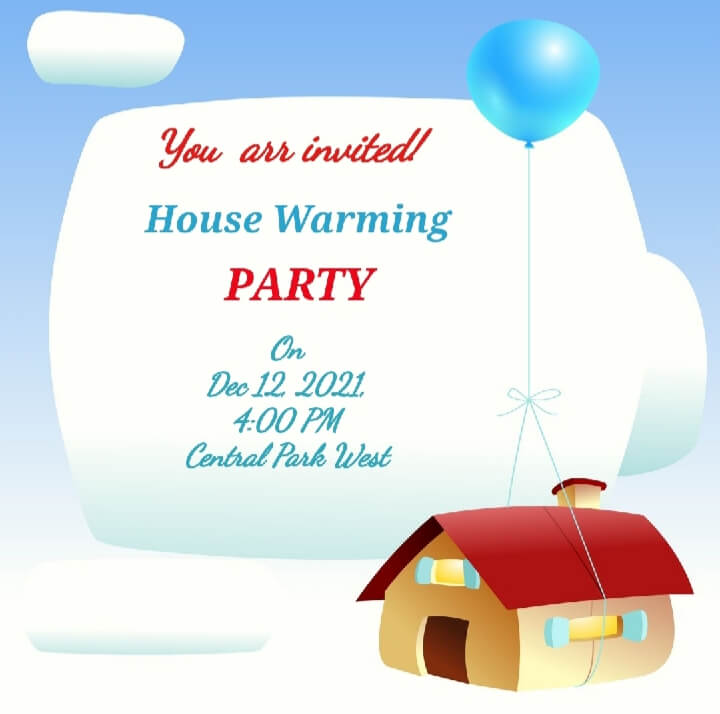 You arr invited!
House Warming
PARTY
On
Dec 12, 2021,
4:00 PM
Central Park West